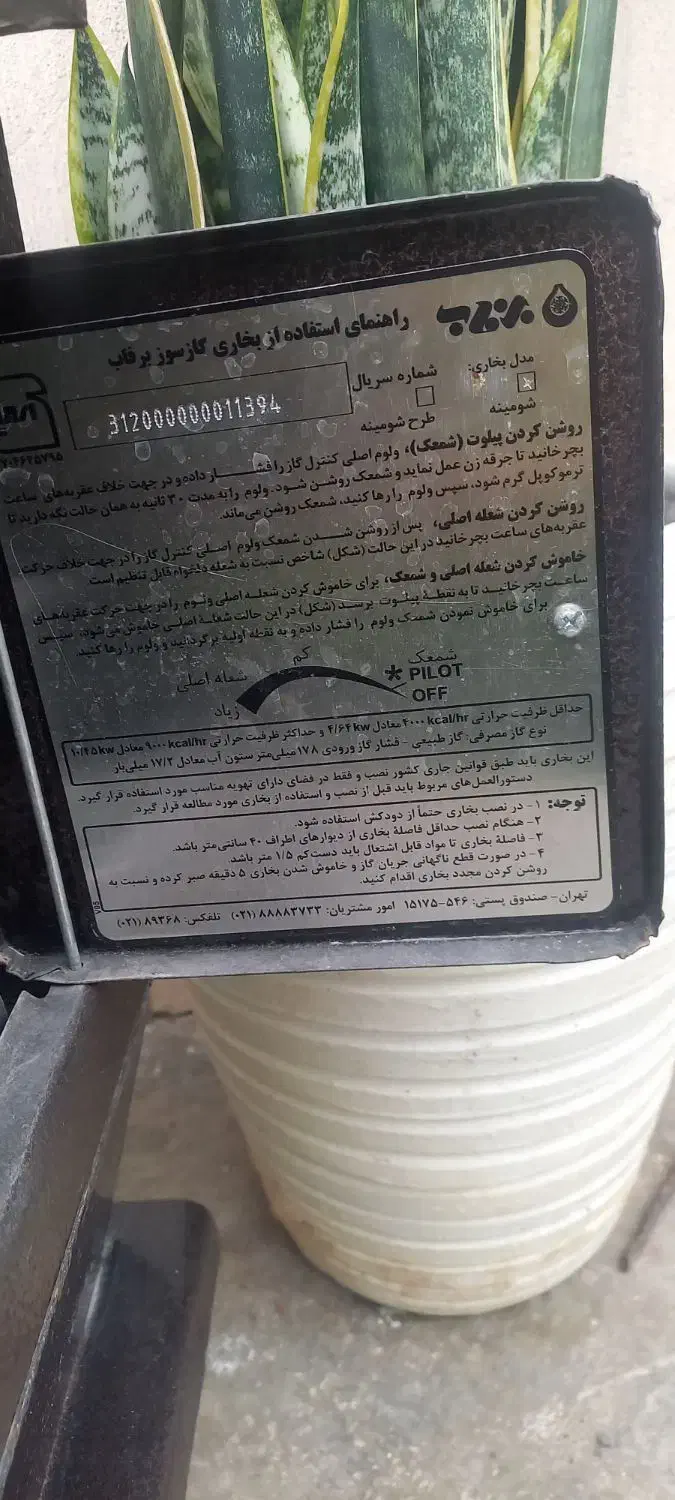 برفاب
راهنمای استفاده از بخاری گازسوز برفاب
مدل بخاری: شماره سریال
شومینه طرح شومینه
312000000011394
روشن کردن پیلوت (شمعک)، ولوم اصلی کنترل گاز را فشار داده و در جهت خلاف عقربه‌های ساعت
بچرخانید تا جرقه زن عمل نماید و شمعک روشن شود. ولوم را به مدت ۳۰ ثانیه به همان حالت نگه دارید تا
ترموکوپل گرم شود، سپس ولوم را رها کنید، شمعک روشن می‌ماند.
روشن کردن شعله اصلی، پس از روشن شدن شمعک ولوم اصلی کنترل گاز را در جهت خلاف حرکت
عقربه‌های ساعت بچرخانید در این حالت (شکل) شاخص نسبت به شعله دلخواه قابل تنظیم است.
خاموش کردن شعله اصلی و شمعک، برای خاموش کردن شعله اصلی ولوم را در جهت حرکت عقربه‌های
ساعت بچرخانید تا به نقطه پیلوت برسد (شکل) در این حالت شعله اصلی خاموش می‌شود، سپس
برای خاموش نمودن شمعک ولوم را فشار داده و به نقطه اولیه برگردانید و ولوم را رها کنید.
شمعک
PILOT
OFF
کم
شعله اصلی
زیاد
حداقل ظرفیت حرارتی ۴۰۰۰ kcal/hr معادل ۴/۶۴ kw و حداکثر ظرفیت حرارتی ۹۰۰۰ kcal/hr معادل ۱۰/۴۵ kw
نوع گاز مصرفی: گاز طبیعی - فشار گاز ورودی ۱۷۸ میلی‌متر ستون آب معادل ۱۷/۲ میلی‌بار
این بخاری باید طبق قوانین جاری کشور نصب و فقط در فضای دارای تهویه مناسب مورد استفاده قرار گیرد.
دستورالعمل‌های مربوط باید قبل از نصب و استفاده از بخاری مورد مطالعه قرار گیرد.
توجه: ۱- در نصب بخاری حتماً از دودکش استفاده شود.
۲- هنگام نصب حداقل فاصلهٔ بخاری از دیوارهای اطراف ۴۰ سانتی‌متر باشد.
۳- فاصلهٔ بخاری تا مواد قابل اشتعال باید دست‌کم ۱/۵ متر باشد.
۴- در صورت قطع ناگهانی جریان گاز و خاموش شدن بخاری ۵ دقیقه صبر کرده و نسبت به
روشن کردن مجدد بخاری اقدام کنید.
V05
تهران- صندوق پستی: ۵۴۶-۱۵۱۷۵ امور مشتریان: ۸۸۸۸۳۷۳۳ (۰۲۱) تلفکس: ۸۹۳۶۸ (۰۲۱)